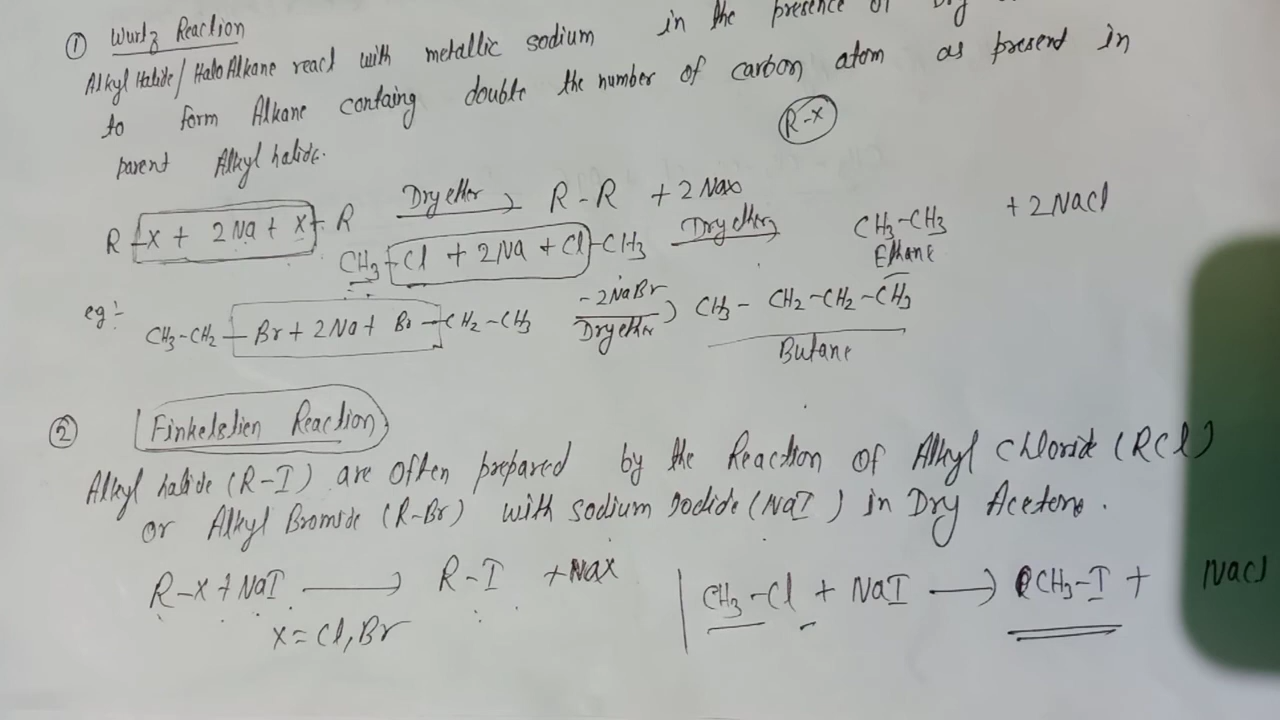 ① Wurtz Reaction
Alkyl Halide/HaloAlkane react with metallic sodium in the presence of Dry
to form Alkane containg double the number of carbon atom as present in
parent Alkyl halide.
R-X
R-X + 2Na + X-R Dry ether → R-R + 2Nax
CH3-Cl + 2Na + Cl-CH3 Dry ether → CH3-CH3 + 2NaCl
Ethane
eg:- CH3-CH2-Br + 2Na + Br-CH2-CH3 -2NaBr Dry ether → CH3-CH2-CH2-CH3
Butane
② Finkelstien Reaction
Alkyl halide (R-I) are often prepared by the Reaction of Alkyl Chloride (RCl)
or Alkyl Bromide (R-Br) with sodium Iodide (NaI) in Dry Acetone.
R-X + NaI → R-I + Nax
X = Cl, Br
CH3-Cl + NaI → CH3-I + NaCl